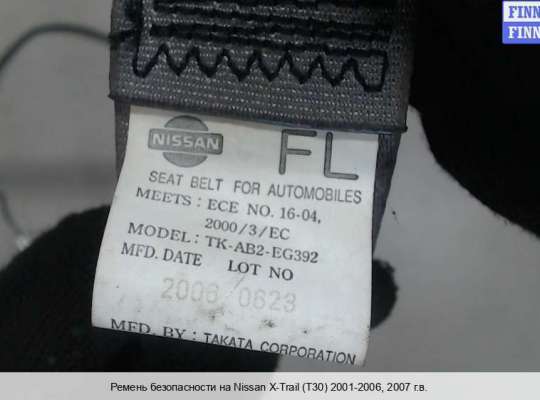 FINN
FINN
NISSAN
FL
SEAT BELT FOR AUTOMOBILES
MEETS : ECE NO. 16-04,
2000/3/EC
MODEL : TK-AB2-EG392
MFD. DATE LOT NO
2006 0623
MFD. BY : TAKATA CORPORATION
Ремень безопасности на Nissan X-Trail (T30) 2001-2006, 2007 г.в.